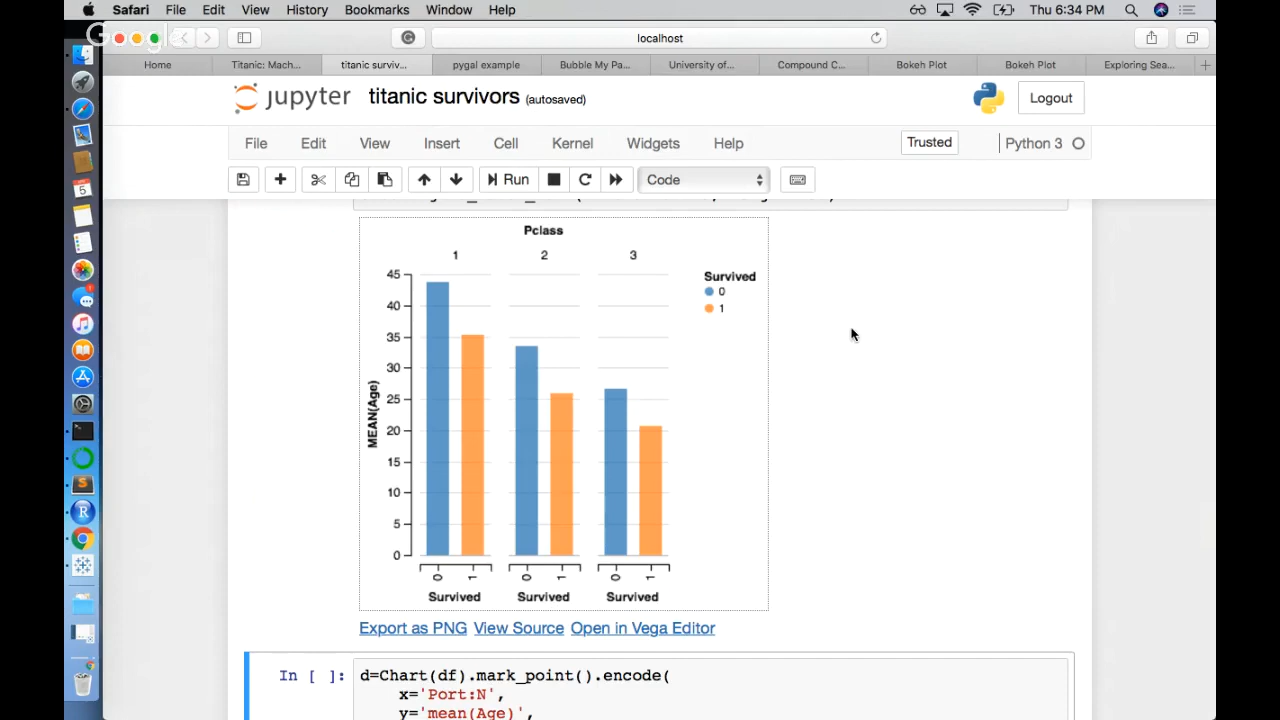 Safari File Edit View History Bookmarks Window Help Thu 6:34 PM
Google
localhost
Home Titanic: Mach... titanic surviv... pygal example Bubble My Pa... University of... Compound C... Bokeh Plot Bokeh Plot Exploring Sea...
jupyter titanic survivors (autosaved) Logout
File Edit View Insert Cell Kernel Widgets Help Trusted Python 3
Run Code
Pclass
1 2 3
Survived
0
1
45
40
35
30
25
20
15
10
5
0
MEAN(Age)
0 1 0 1 0 1
Survived Survived Survived
Export as PNG View Source Open in Vega Editor
In [ ]: d=Chart(df).mark_point().encode(
x='Port:N',
y='mean(Age)',